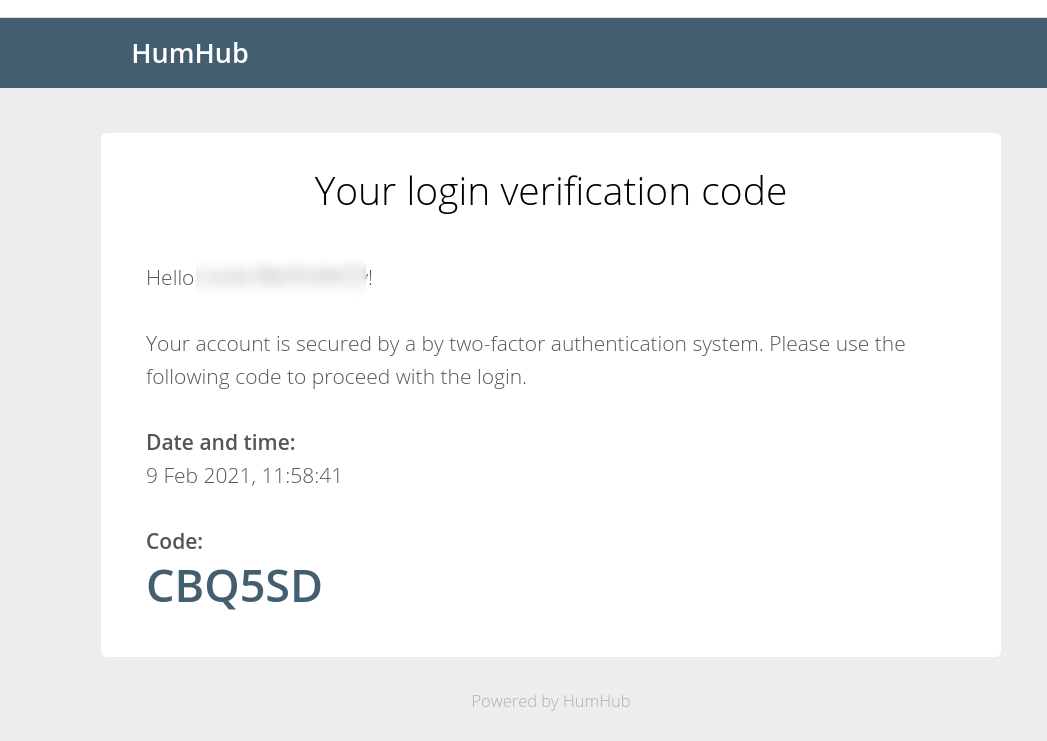 HumHub
Your login verification code
Hello !
Your account is secured by a by two-factor authentication system. Please use the
following code to proceed with the login.
Date and time:
9 Feb 2021, 11:58:41
Code:
CBQ5SD
Powered by HumHub